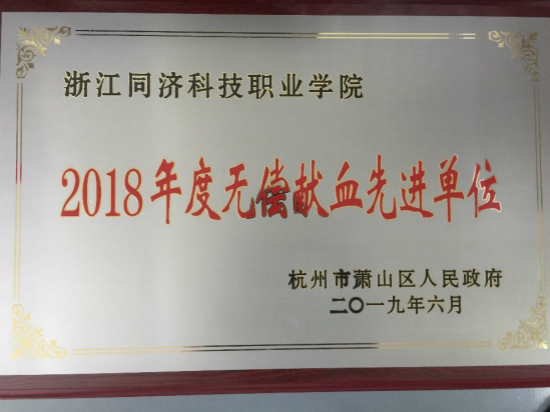 浙江同济科技职业学院
2018年度无偿献血先进单位
杭州市萧山区人民政府
二〇一九年六月